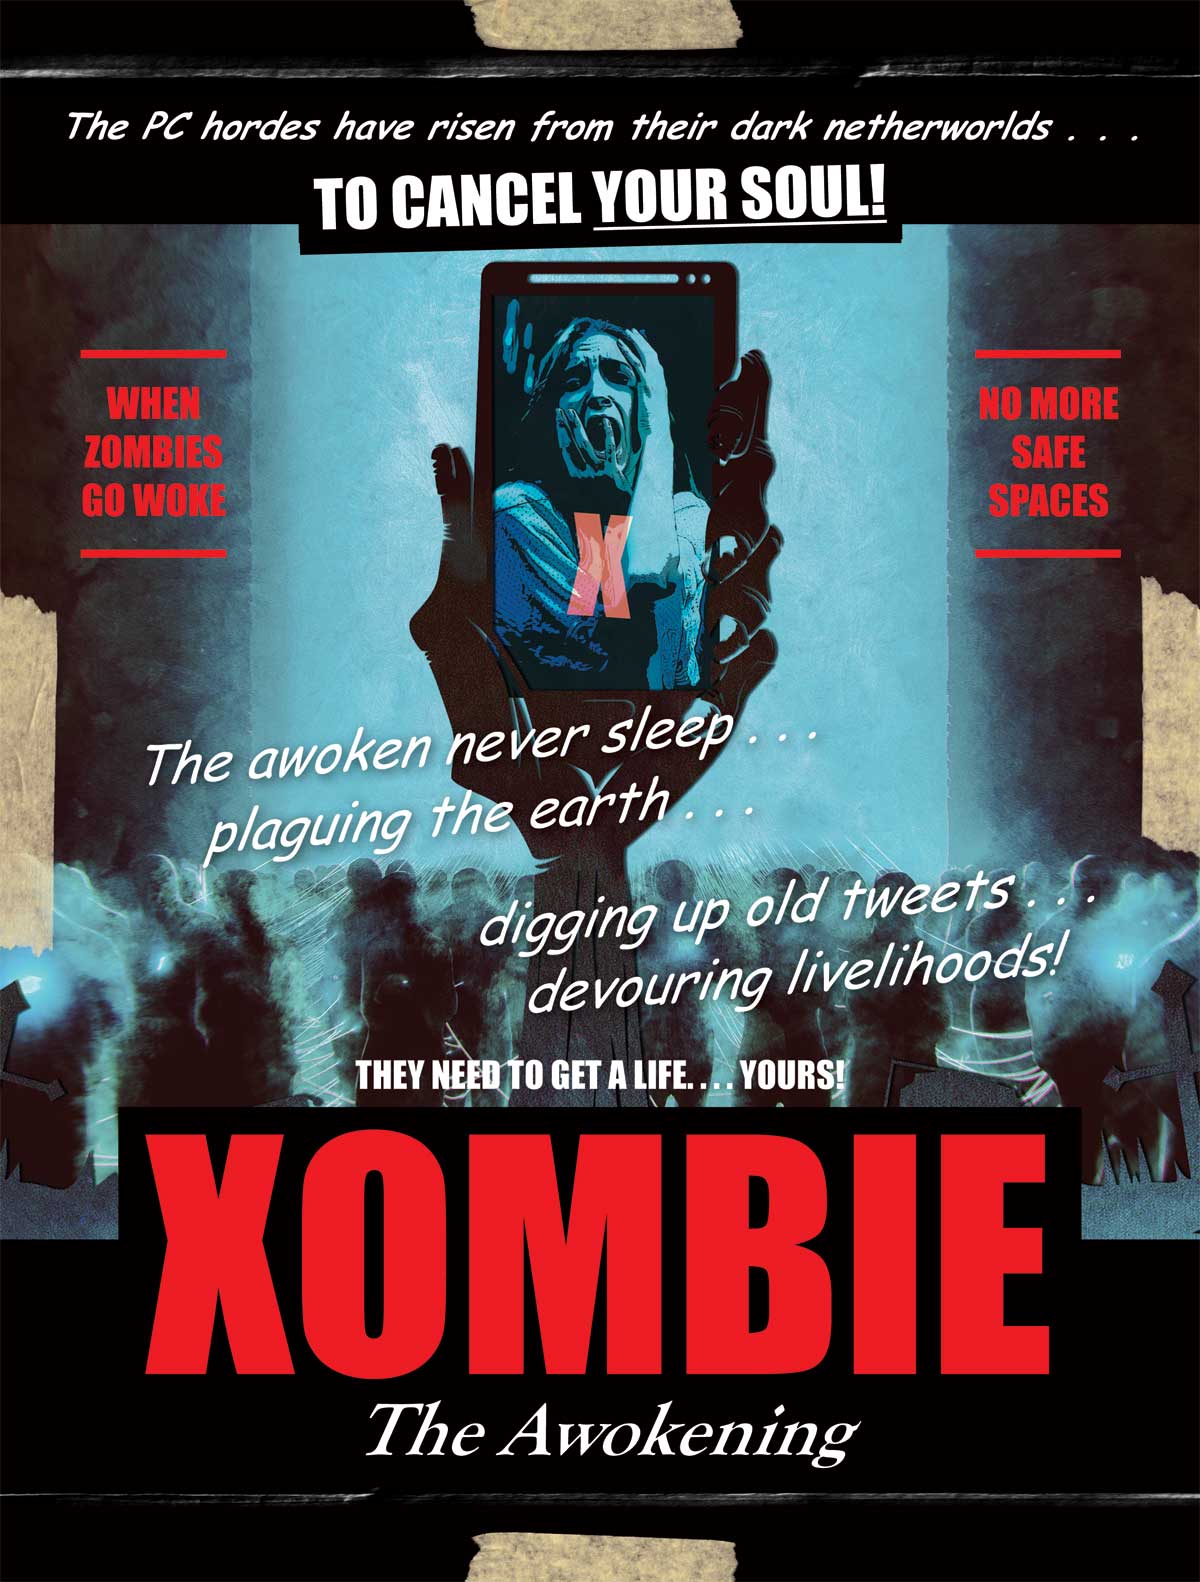 The PC hordes have risen from their dark netherworlds . . .
TO CANCEL YOUR SOUL!
WHEN
ZOMBIES
GO WOKE
NO MORE
SAFE
SPACES
X
The awoken never sleep . . .
plaguing the earth . . .
digging up old tweets . . .
devouring livelihoods!
THEY NEED TO GET A LIFE. . . . YOURS!
XOMBIE
The Awokening